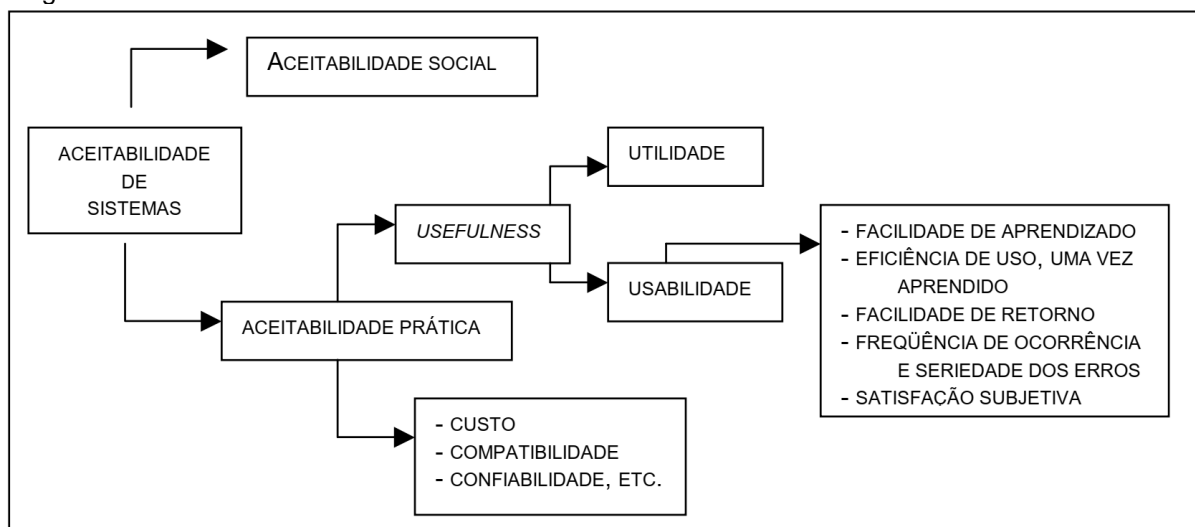 ACEITABILIDADE SOCIAL
ACEITABILIDADE
DE
SISTEMAS
UTILIDADE
USEFULNESS
- FACILIDADE DE APRENDIZADO
- EFICIÊNCIA DE USO, UMA VEZ
APRENDIDO
- FACILIDADE DE RETORNO
- FREQÜÊNCIA DE OCORRÊNCIA
E SERIEDADE DOS ERROS
- SATISFAÇÃO SUBJETIVA
USABILIDADE
ACEITABILIDADE PRÁTICA
- CUSTO
- COMPATIBILIDADE
- CONFIABILIDADE, ETC.